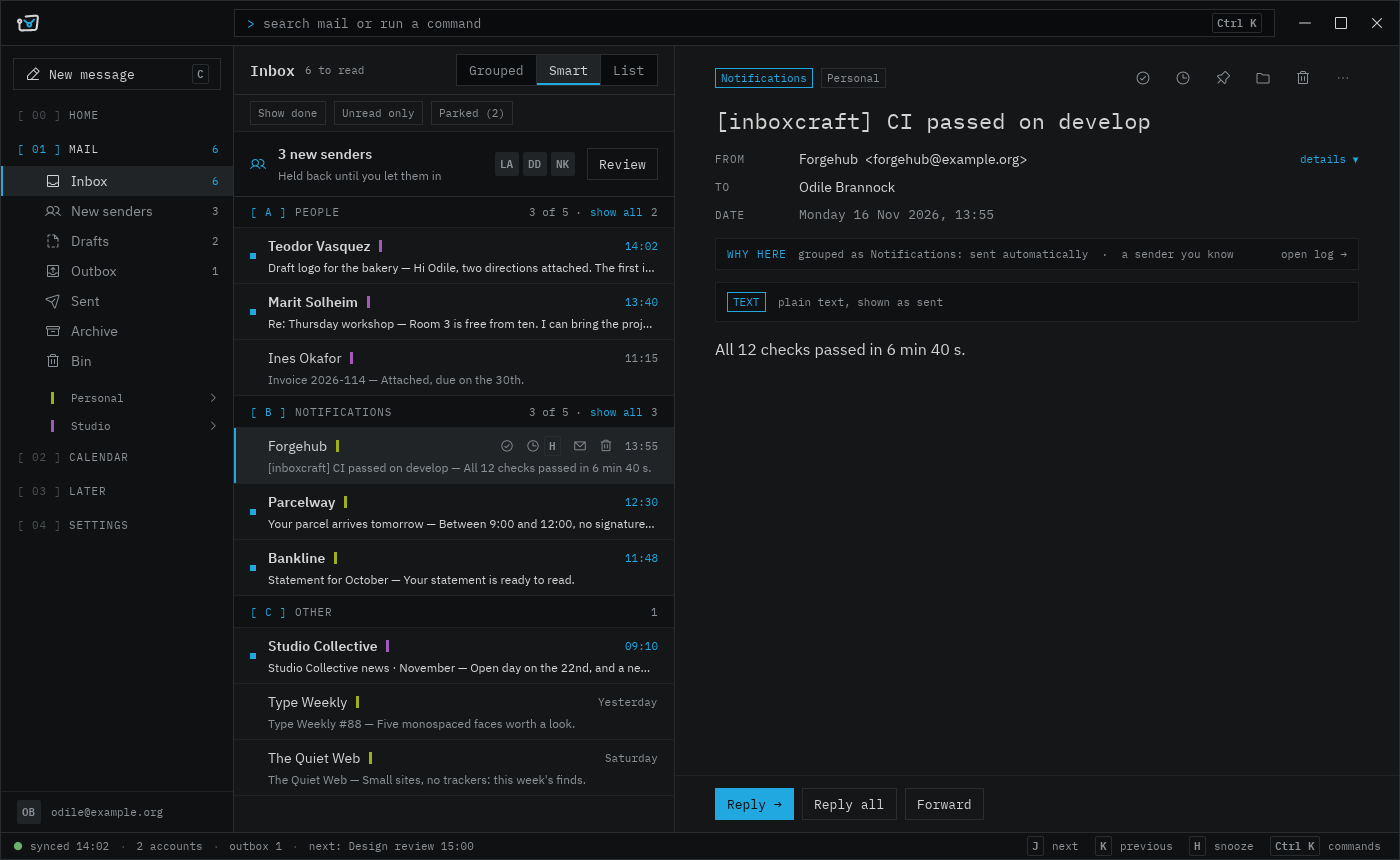 > search mail or run a command Ctrl K
New message C
[ 00 ] HOME
[ 01 ] MAIL 6
Inbox 6
New senders 3
Drafts 2
Outbox 1
Sent
Archive
Bin
Personal
Studio
[ 02 ] CALENDAR
[ 03 ] LATER
[ 04 ] SETTINGS
OB odile@example.org
Inbox 6 to read Grouped Smart List
Show done Unread only Parked (2)
3 new senders
Held back until you let them in
LA DD NK Review
[ A ] PEOPLE 3 of 5 · show all 2
Teodor Vasquez 14:02
Draft logo for the bakery — Hi Odile, two directions attached. The first i…
Marit Solheim 13:40
Re: Thursday workshop — Room 3 is free from ten. I can bring the proj…
Ines Okafor 11:15
Invoice 2026-114 — Attached, due on the 30th.
[ B ] NOTIFICATIONS 3 of 5 · show all 3
Forgehub H 13:55
[inboxcraft] CI passed on develop — All 12 checks passed in 6 min 40 s.
Parcelway 12:30
Your parcel arrives tomorrow — Between 9:00 and 12:00, no signature…
Bankline 11:48
Statement for October — Your statement is ready to read.
[ C ] OTHER 1
Studio Collective 09:10
Studio Collective news · November — Open day on the 22nd, and a ne…
Type Weekly Yesterday
Type Weekly #88 — Five monospaced faces worth a look.
The Quiet Web Saturday
The Quiet Web — Small sites, no trackers: this week's finds.
Notifications Personal
[inboxcraft] CI passed on develop
FROM Forgehub <forgehub@example.org> details ▾
TO Odile Brannock
DATE Monday 16 Nov 2026, 13:55
WHY HERE grouped as Notifications: sent automatically · a sender you know open log →
TEXT plain text, shown as sent
All 12 checks passed in 6 min 40 s.
Reply → Reply all Forward
synced 14:02 · 2 accounts · outbox 1 · next: Design review 15:00
J next K previous H snooze Ctrl K commands